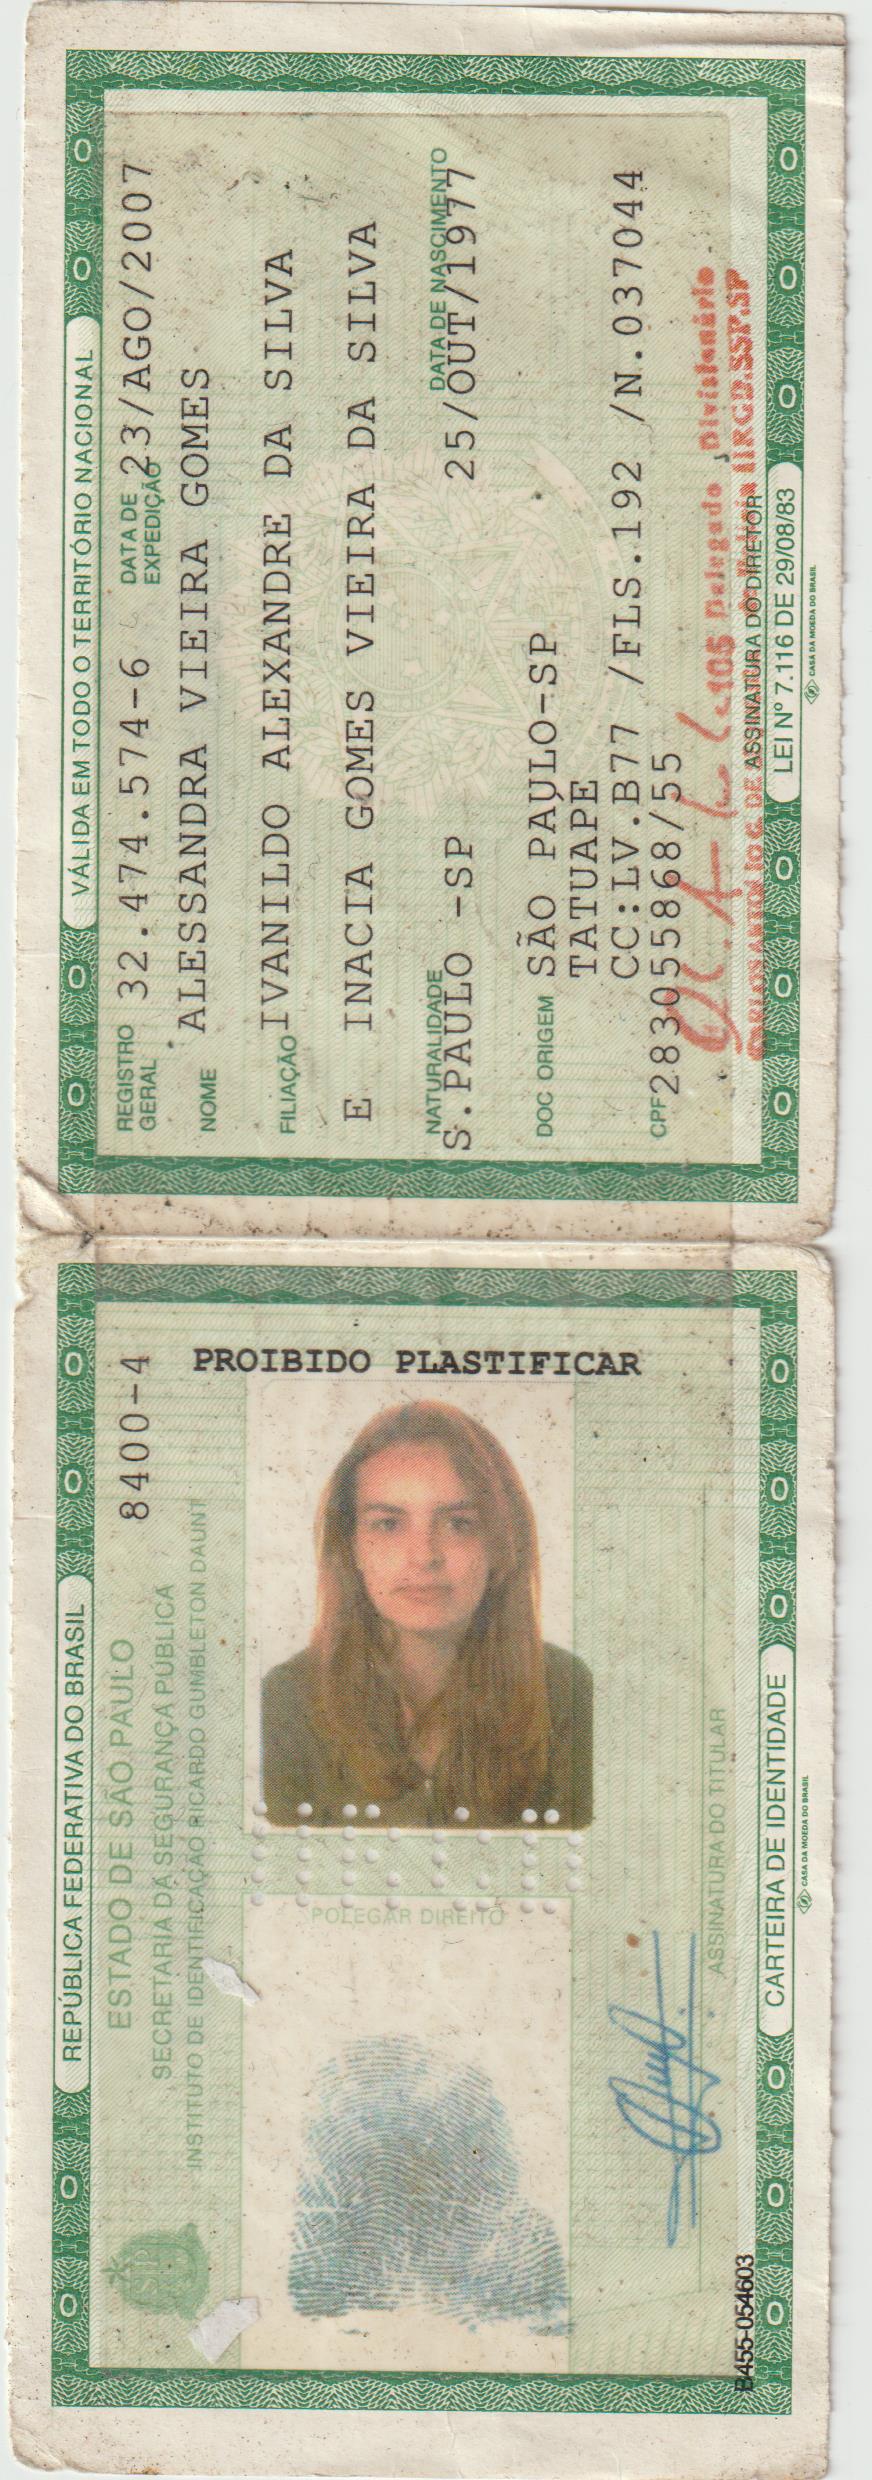 VÁLIDA EM TODO O TERRITÓRIO NACIONAL
REGISTRO GERAL 32.474.574-6 DATA DE EXPEDIÇÃO 23/AGO/2007
NOME ALESSANDRA VIEIRA GOMES
FILIAÇÃO IVANILDO ALEXANDRE DA SILVA
E INACIA GOMES VIEIRA DA SILVA
NATURALIDADE DATA DE NASCIMENTO
S.PAULO -SP 25/OUT/1977
DOC ORIGEM SÃO PAULO-SP
TATUAPE
CC:LV.B77 /FLS.192 /N.037044
CPF 283055868/55
105 Delegado Divisionário
ASSINATURA DO DIRETOR
IIRGD.SSP.SP
LEI Nº 7.116 DE 29/08/83
CASA DA MOEDA DO BRASIL
REPÚBLICA FEDERATIVA DO BRASIL
ESTADO DE SÃO PAULO 8400-4
SECRETARIA DA SEGURANÇA PÚBLICA
INSTITUTO DE IDENTIFICAÇÃO RICARDO GUMBLETON DAUNT
PROIBIDO PLASTIFICAR
POLEGAR DIREITO
ASSINATURA DO TITULAR
B455-054603
CARTEIRA DE IDENTIDADE
CASA DA MOEDA DO BRASIL